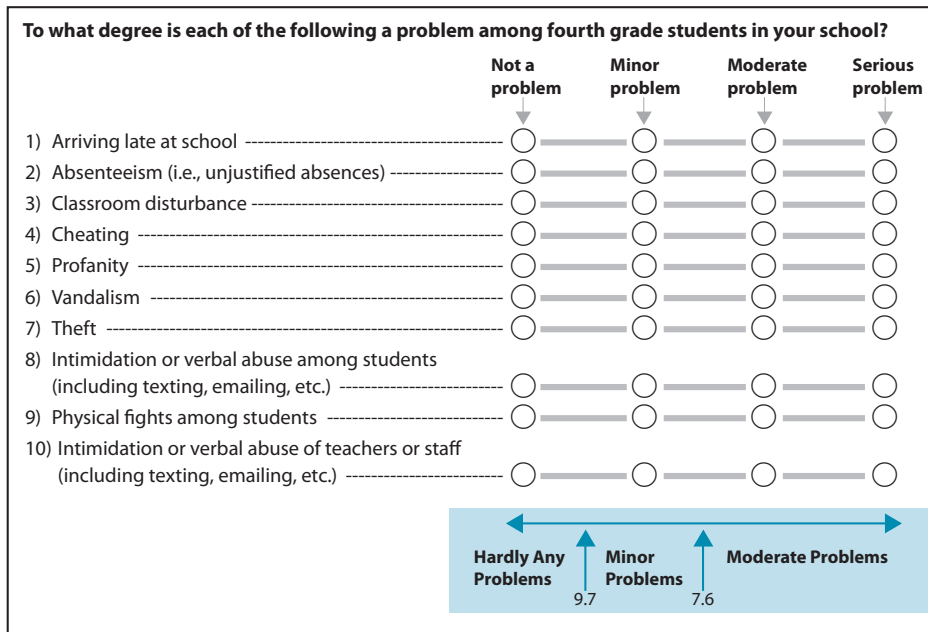 To what degree is each of the following a problem among fourth grade students in your school?
Not a problem
Minor problem
Moderate problem
Serious problem
1) Arriving late at school
2) Absenteeism (i.e., unjustified absences)
3) Classroom disturbance
4) Cheating
5) Profanity
6) Vandalism
7) Theft
8) Intimidation or verbal abuse among students
(including texting, emailing, etc.)
9) Physical fights among students
10) Intimidation or verbal abuse of teachers or staff
(including texting, emailing, etc.)
Hardly Any
Problems
9.7
Minor
Problems
7.6
Moderate Problems